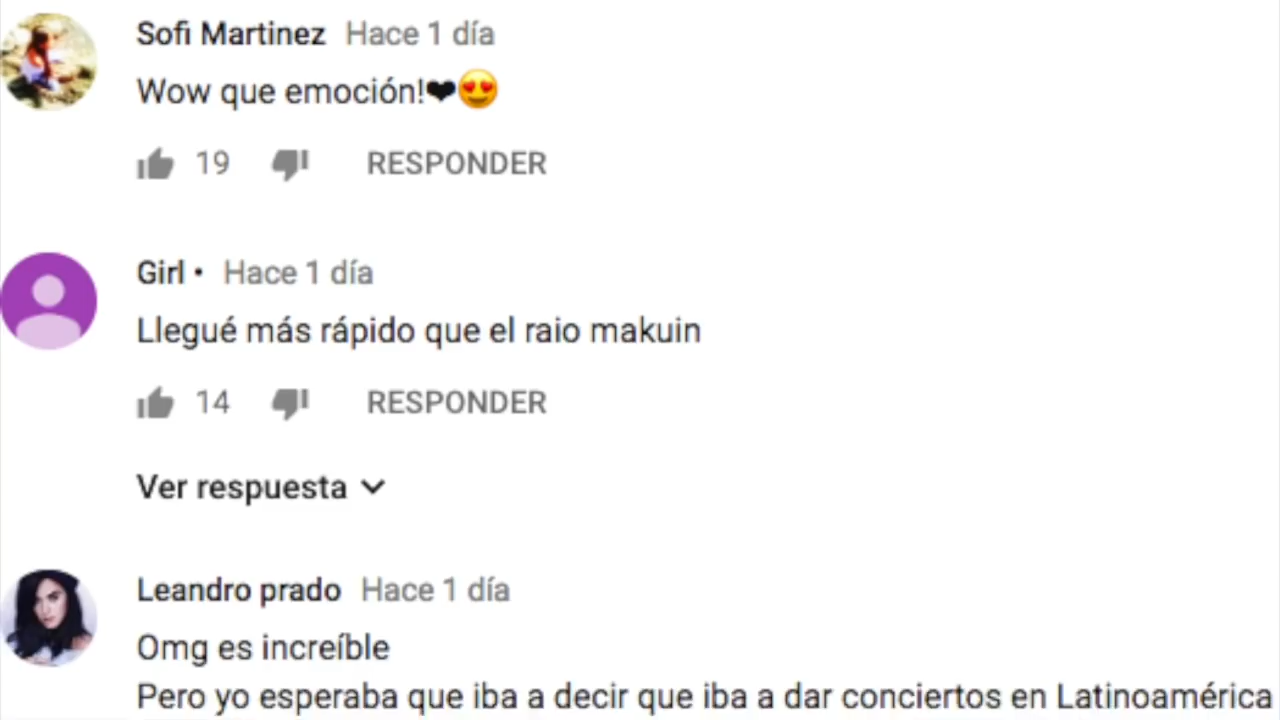 Sofi Martinez Hace 1 día
Wow que emoción!❤😍
19 RESPONDER
Girl • Hace 1 día
Llegué más rápido que el raio makuin
14 RESPONDER
Ver respuesta
Leandro prado Hace 1 día
Omg es increíble
Pero yo esperaba que iba a decir que iba a dar conciertos en Latinoamérica